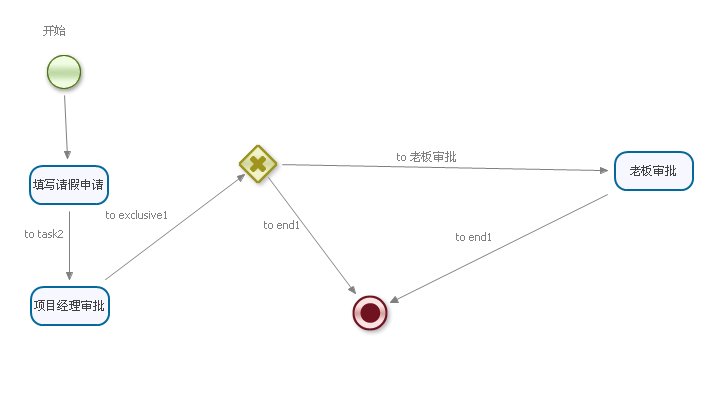 开始
to 老板审批
老板审批
填写请假申请
to exclusive1
to end1
to task2
to end1
项目经理审批